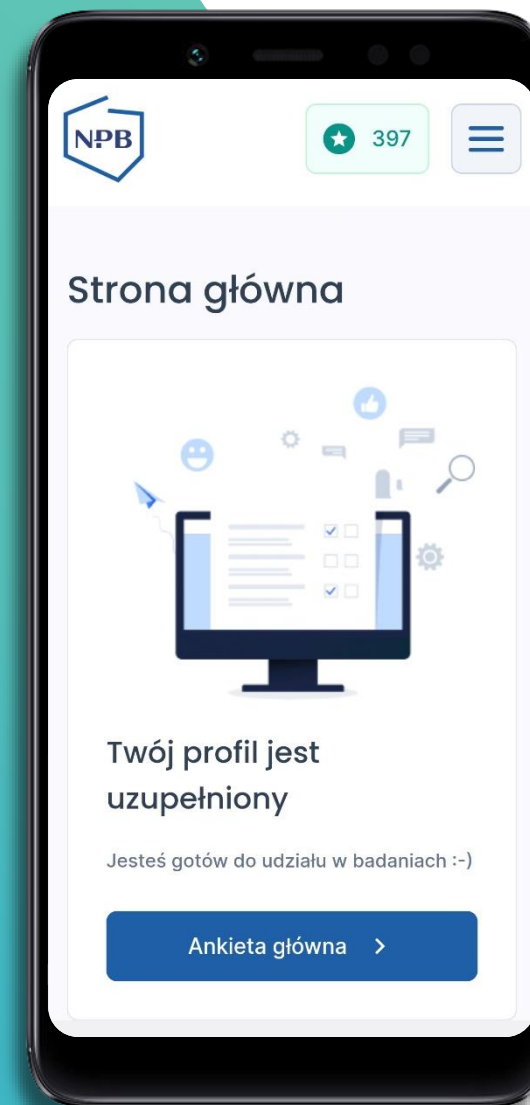 NPB
397
Strona główna
Twój profil jest
uzupełniony
Jesteś gotów do udziału w badaniach :-)
Ankieta główna